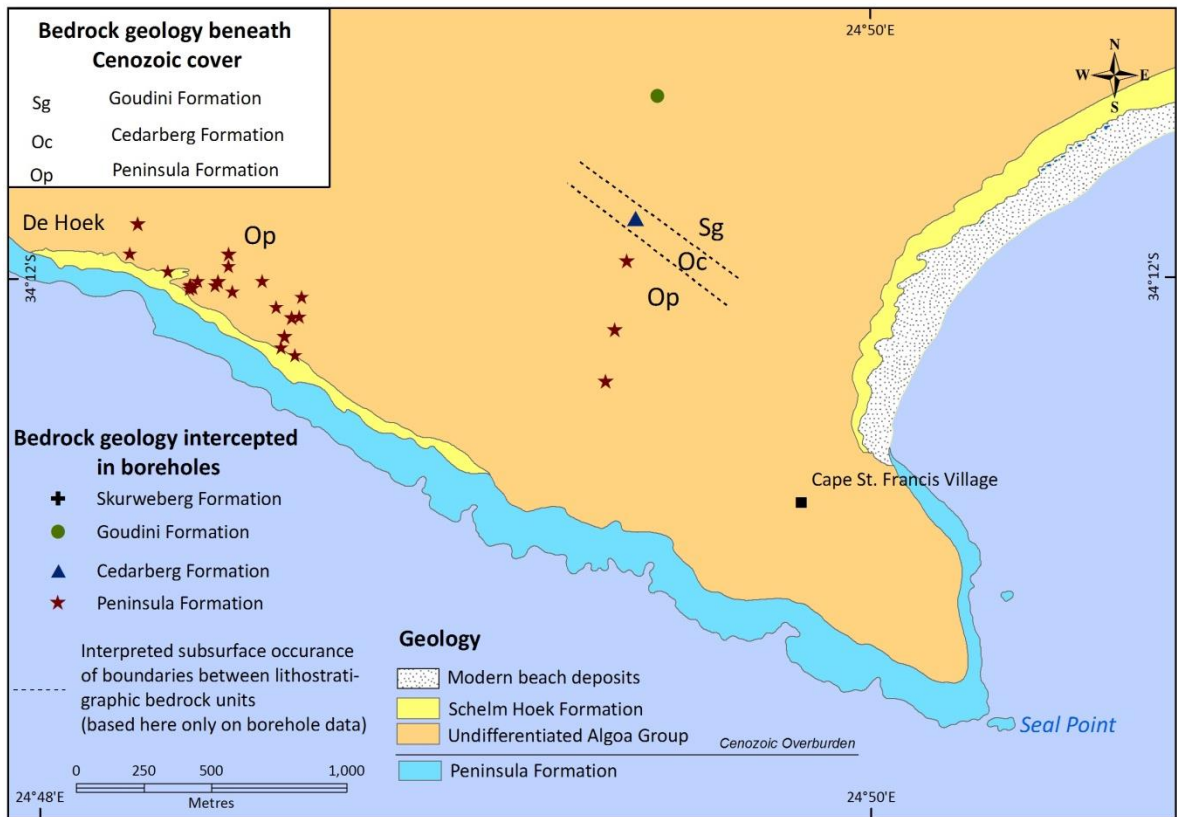 Bedrock geology beneath
Cenozoic cover
Sg Goudini Formation
Oc Cedarberg Formation
Op Peninsula Formation
24°50'E
N
W E
S
De Hoek
Op
Sg
Oc
Op
34°12'S
34°12'S
Bedrock geology intercepted
in boreholes
Skurweberg Formation
Goudini Formation
Cedarberg Formation
Peninsula Formation
Interpreted subsurface occurance
of boundaries between lithostrati-
graphic bedrock units
(based here only on borehole data)
0 250 500 1,000
Metres
Cape St. Francis Village
Geology
Modern beach deposits
Schelm Hoek Formation
Undifferentiated Algoa Group
Cenozoic Overburden
Peninsula Formation
Seal Point
24°48'E
24°50'E